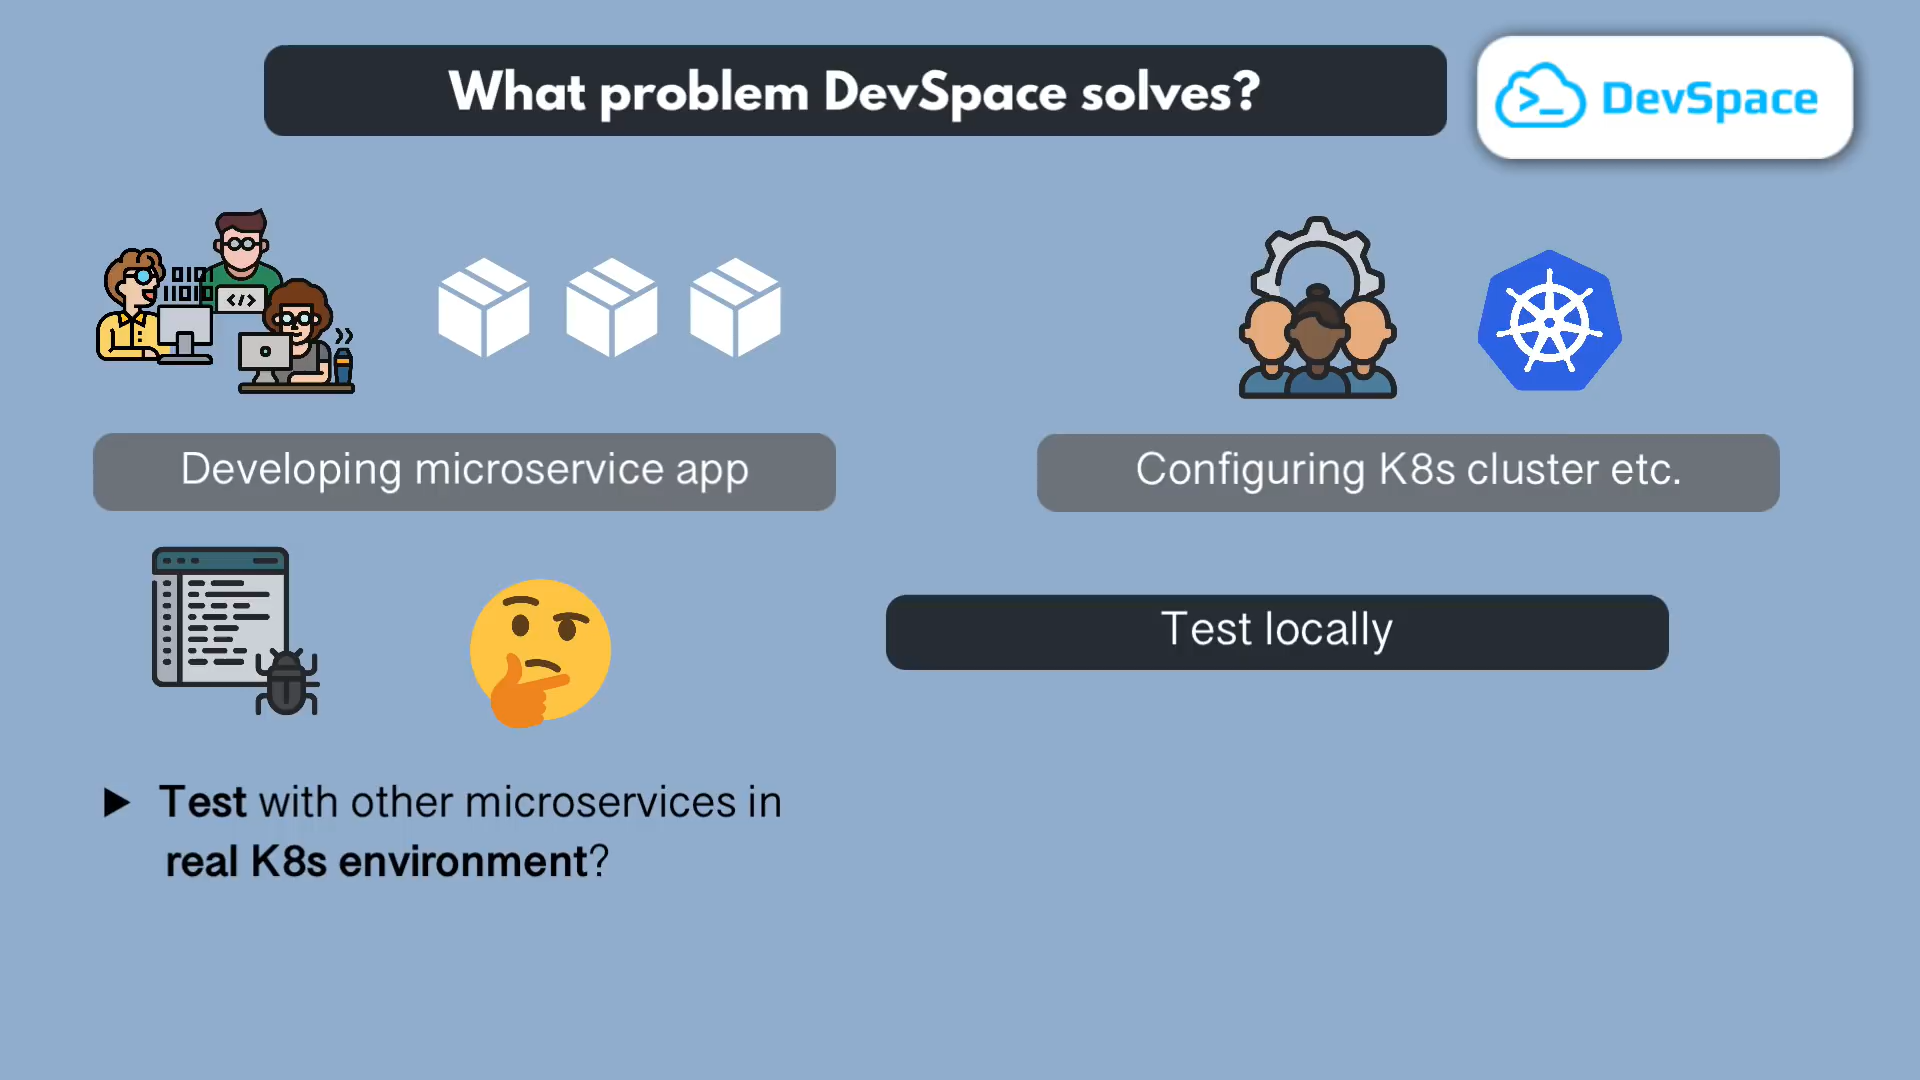 What problem DevSpace solves?
>_ DevSpace
</>
Developing microservice app
Configuring K8s cluster etc.
Test locally
▶ Test with other microservices in
real K8s environment?